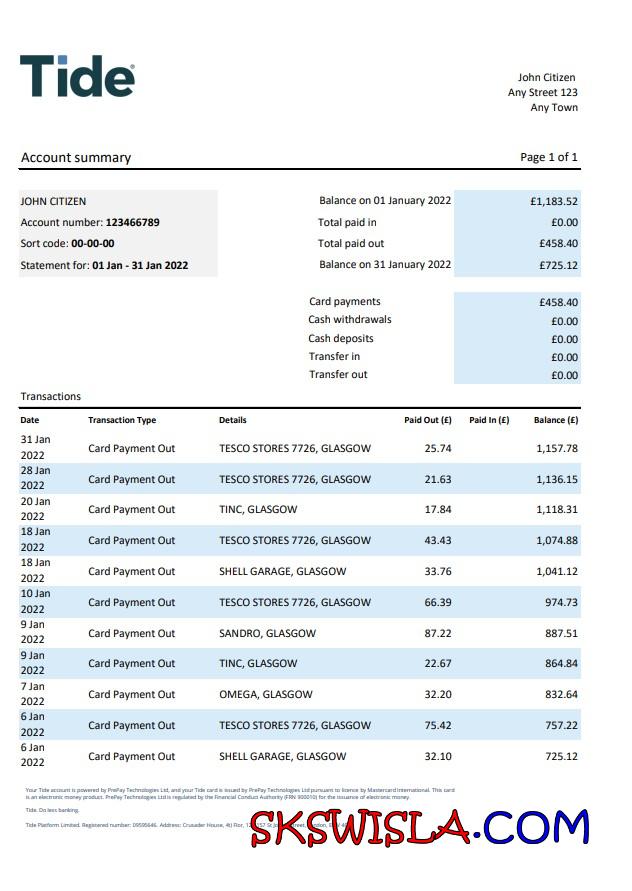 Tide
John Citizen
Any Street 123
Any Town
Account summary Page 1 of 1
JOHN CITIZEN Balance on 01 January 2022 £1,183.52
Account number: 123466789 Total paid in £0.00
Sort code: 00-00-00 Total paid out £458.40
Statement for: 01 Jan - 31 Jan 2022 Balance on 31 January 2022 £725.12
Card payments £458.40
Cash withdrawals £0.00
Cash deposits £0.00
Transfer in £0.00
Transfer out £0.00
Transactions
Date Transaction Type Details Paid Out (£) Paid In (£) Balance (£)
31 Jan 2022 Card Payment Out TESCO STORES 7726, GLASGOW 25.74 1,157.78
28 Jan 2022 Card Payment Out TESCO STORES 7726, GLASGOW 21.63 1,136.15
20 Jan 2022 Card Payment Out TINC, GLASGOW 17.84 1,118.31
18 Jan 2022 Card Payment Out TESCO STORES 7726, GLASGOW 43.43 1,074.88
18 Jan 2022 Card Payment Out SHELL GARAGE, GLASGOW 33.76 1,041.12
10 Jan 2022 Card Payment Out TESCO STORES 7726, GLASGOW 66.39 974.73
9 Jan 2022 Card Payment Out SANDRO, GLASGOW 87.22 887.51
9 Jan 2022 Card Payment Out TINC, GLASGOW 22.67 864.84
7 Jan 2022 Card Payment Out OMEGA, GLASGOW 32.20 832.64
6 Jan 2022 Card Payment Out TESCO STORES 7726, GLASGOW 75.42 757.22
6 Jan 2022 Card Payment Out SHELL GARAGE, GLASGOW 32.10 725.12
Your Tide account is powered by PrePay Technologies Ltd, and your Tide card is issued by PrePay Technologies Ltd pursuant to licence by Mastercard International. This card
is an electronic money product. PrePay Technologies Ltd is regulated by the Financial Conduct Authority (FRN 900010) for the issuance of electronic money.
Tide. Do less banking.
Tide Platform Limited. Registered number: 09595646. Address: Crusader House,
SKSWISLA.COM